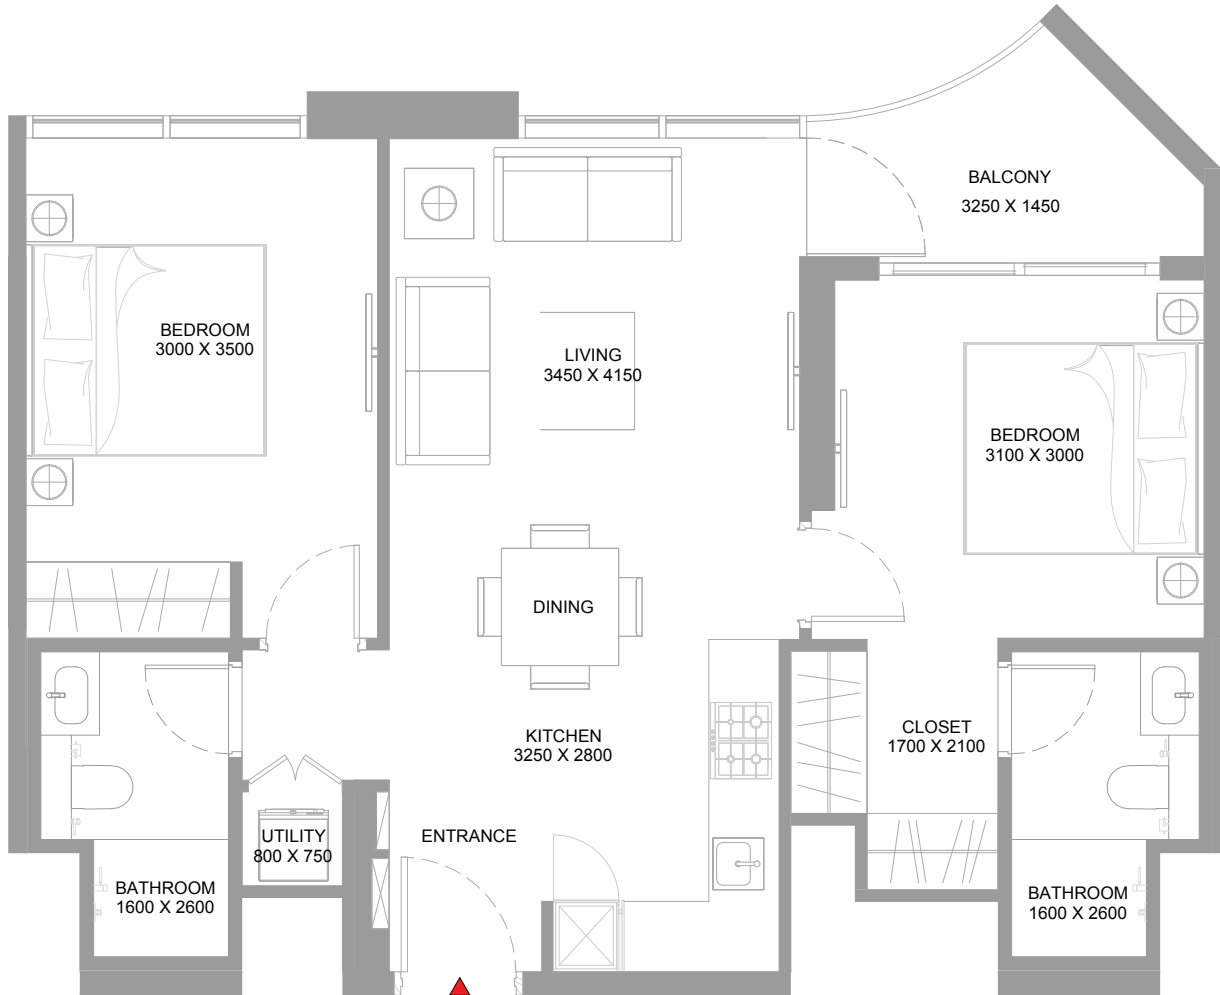 BALCONY
3250 X 1450
BEDROOM
3000 X 3500
LIVING
3450 X 4150
BEDROOM
3100 X 3000
DINING
KITCHEN
3250 X 2800
CLOSET
1700 X 2100
ENTRANCE
UTILITY
800 X 750
BATHROOM
1600 X 2600
BATHROOM
1600 X 2600